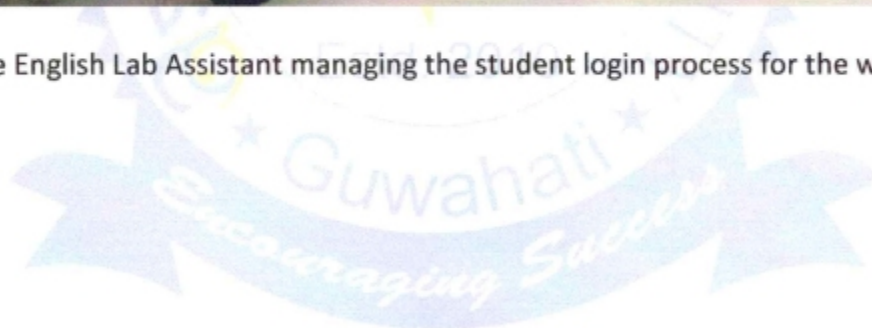 English Lab Assistant managing the student login process for the
Guwahati
Encouraging Success